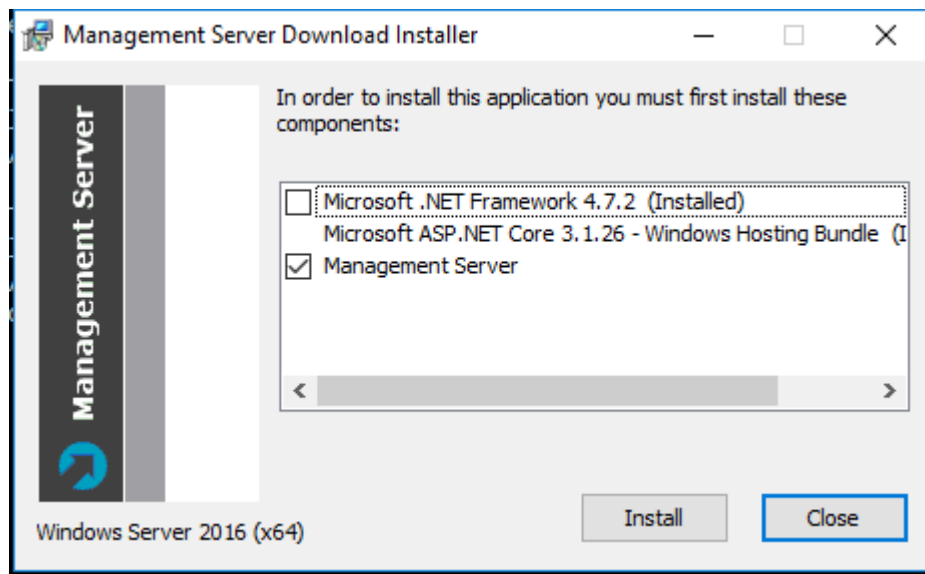 Management Server Download Installer
Management Server
In order to install this application you must first install these
components:
Microsoft .NET Framework 4.7.2 (Installed)
Microsoft ASP.NET Core 3.1.26 - Windows Hosting Bundle (I
Management Server
Windows Server 2016 (x64)
Install
Close